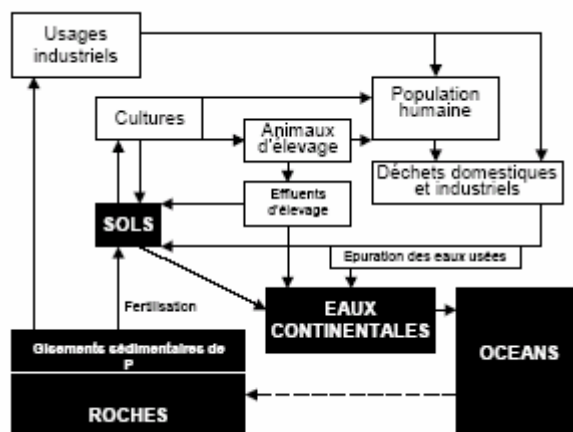 Usages
industriels
Population
humaine
Cultures
Animaux
d'élevage
Déchets domestiques
et industriels
Effluents
d'élevage
SOLS
Epuration des eaux usées
Fertilisation
EAUX
CONTINENTALES
OCEANS
Gisements sédimentaires de
P
ROCHES